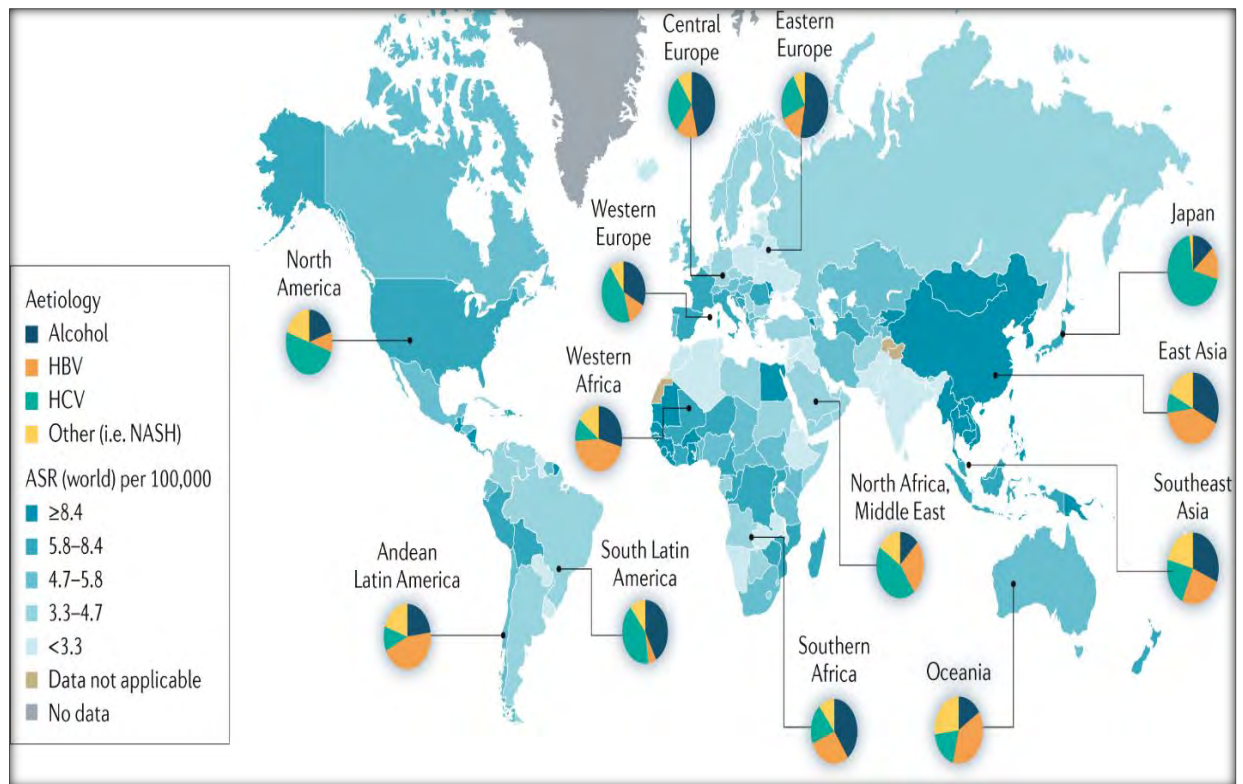 Central
Europe
Eastern
Europe
Western
Europe
Japan
North
America
Aetiology
Alcohol
HBV
HCV
Other (i.e. NASH)
ASR (world) per 100,000
≥8.4
5.8–8.4
4.7–5.8
3.3–4.7
<3.3
Data not applicable
No data
Western
Africa
East Asia
North Africa,
Middle East
Southeast
Asia
Andean
Latin America
South Latin
America
Southern
Africa
Oceania